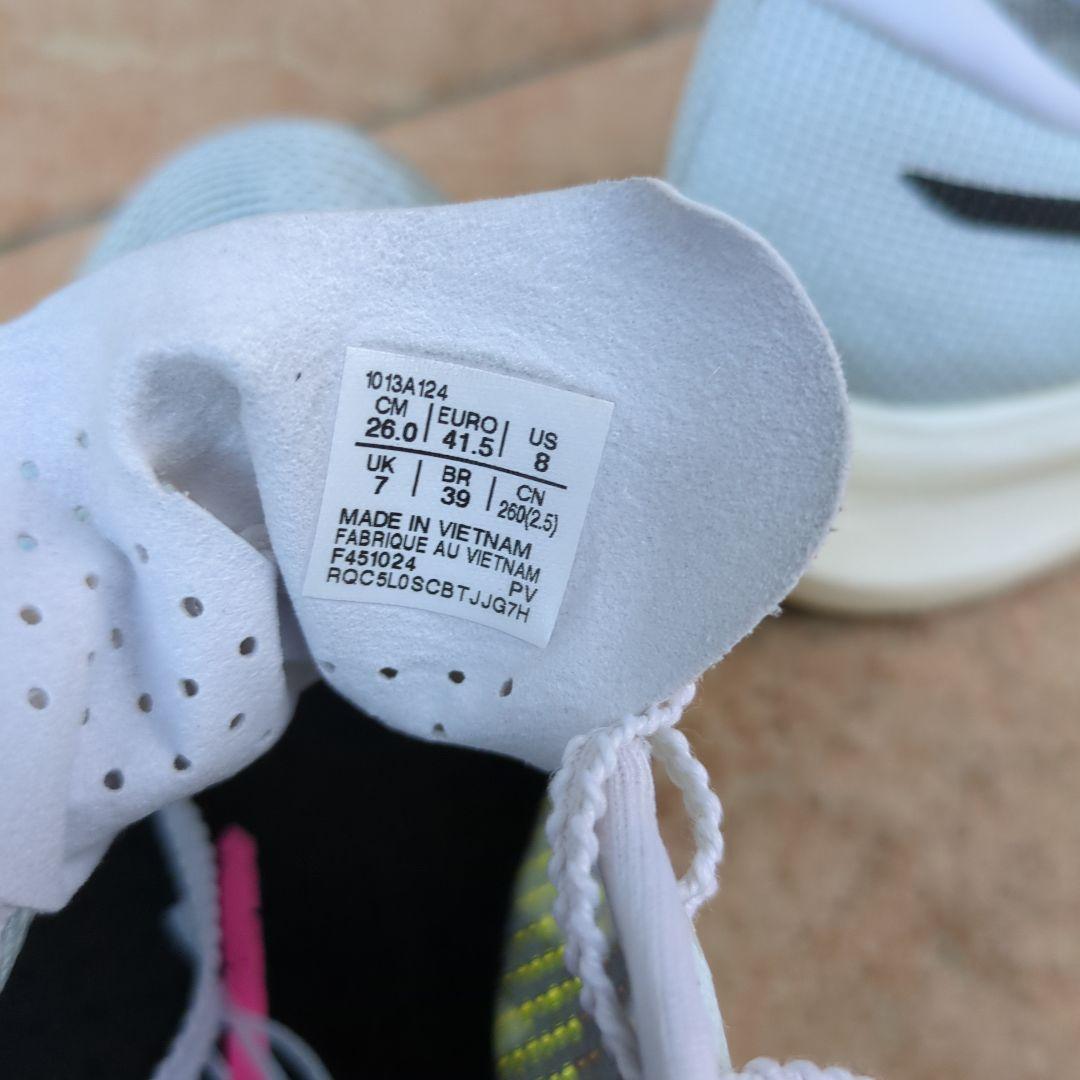 1013A124
CM | EURO | US
26.0 | 41.5 | 8
UK | BR | CN
7 | 39 | 260(2.5)
MADE IN VIETNAM
FABRIQUE AU VIETNAM
F451024 PV
RQC5L0SCBTJJG7H